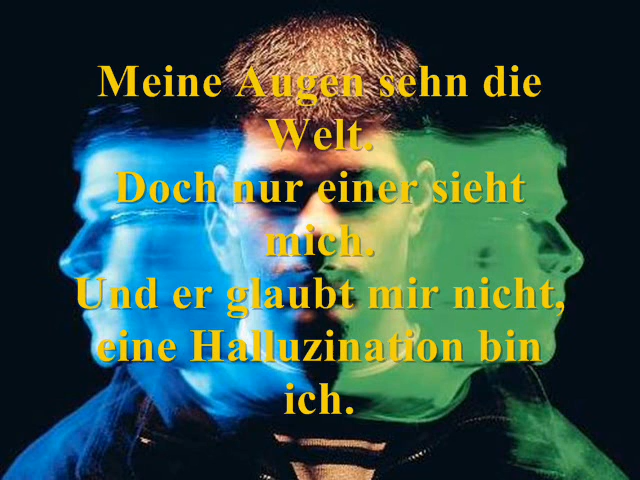 Meine Augen sehn die
Welt.
Doch nur einer sieht
mich.
Und er glaubt mir nicht,
eine Halluzination bin
ich.